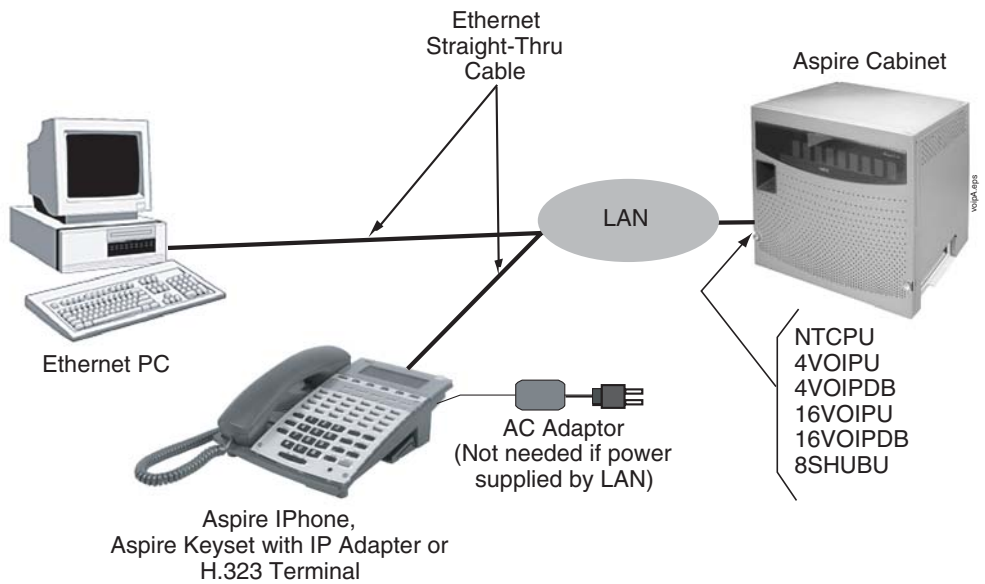 Ethernet
Straight-Thru
Cable
Aspire Cabinet
LAN
voipA.eps
Ethernet PC
NTCPU
4VOIPU
4VOIPDB
16VOIPU
16VOIPDB
8SHUBU
AC Adaptor
(Not needed if power
supplied by LAN)
Aspire IPhone,
Aspire Keyset with IP Adapter or
H.323 Terminal